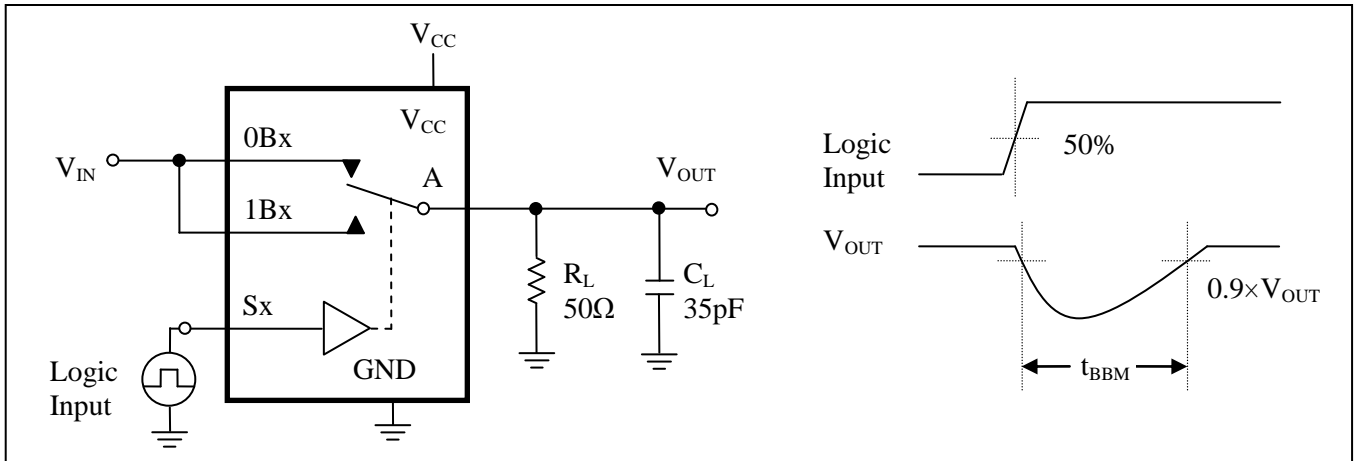 V_CC
V_CC
0Bx
V_IN
A
V_OUT
1Bx
Sx
R_L
50Ω
C_L
35pF
GND
Logic
Input
Logic
Input
50%
V_OUT
0.9×V_OUT
t_BBM